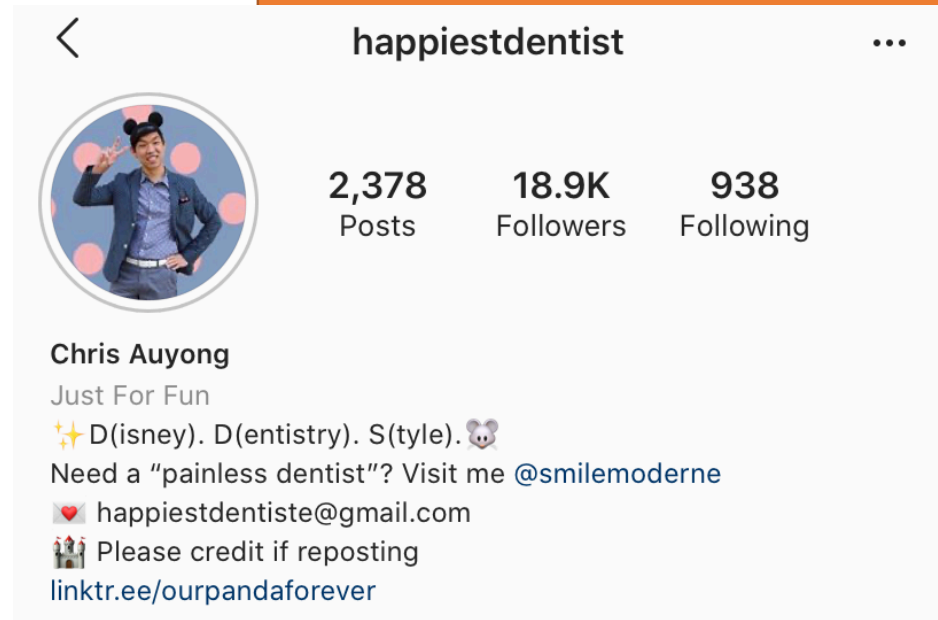 happiestdentist
2,378 18.9K 938
Posts Followers Following
Chris Auyong
Just For Fun
✨D(isney). D(entistry). S(tyle).🐭
Need a “painless dentist”? Visit me @smilemoderne
💌 happiestdentiste@gmail.com
🏰 Please credit if reposting
linktr.ee/ourpandaforever